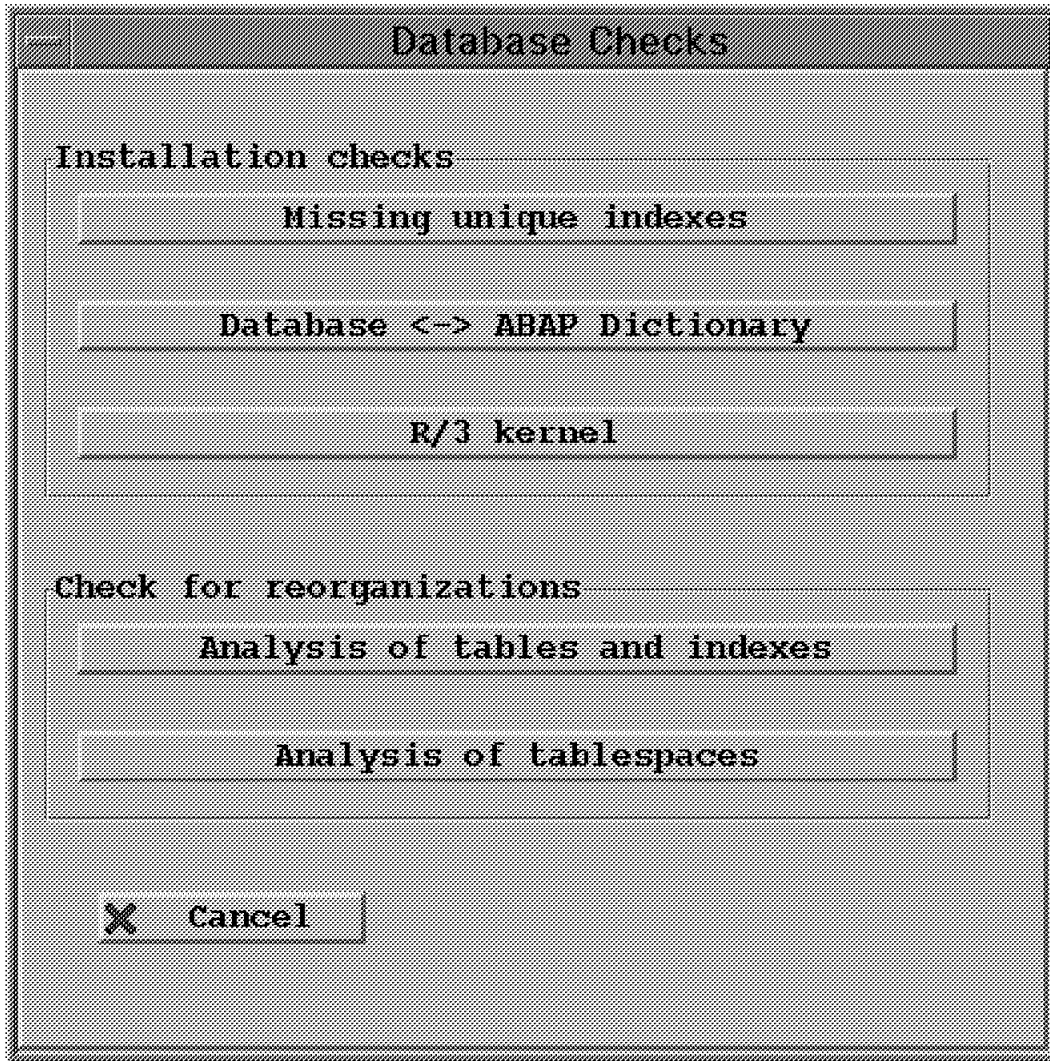 Database Checks
Installation checks
Missing unique indexes
Database <-> ABAP Dictionary
R/3 kernel
Check for reorganizations
Analysis of tables and indexes
Analysis of tablespaces
Cancel